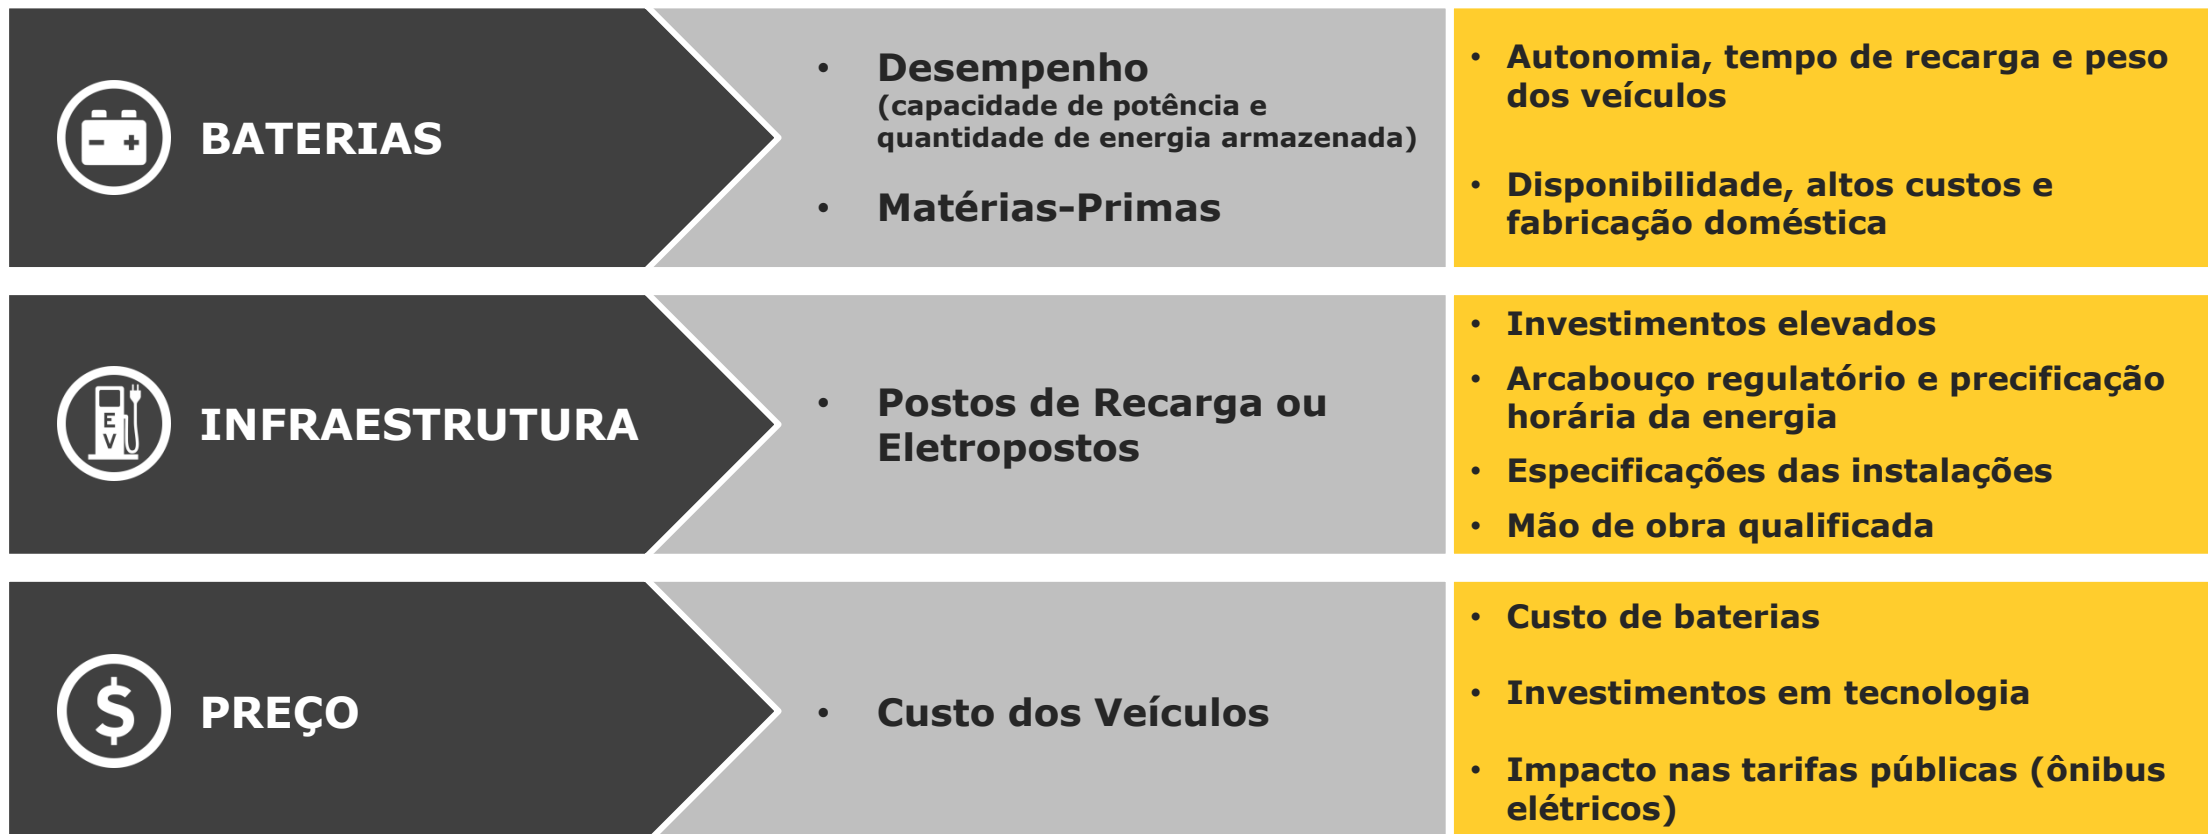 BATERIAS
• Desempenho
(capacidade de potência e
quantidade de energia armazenada)
• Matérias-Primas
• Autonomia, tempo de recarga e peso
dos veículos
• Disponibilidade, altos custos e
fabricação doméstica
E
V
INFRAESTRUTURA
• Postos de Recarga ou
Eletropostos
• Investimentos elevados
• Arcabouço regulatório e precificação
horária da energia
• Especificações das instalações
• Mão de obra qualificada
$
PREÇO
• Custo dos Veículos
• Custo de baterias
• Investimentos em tecnologia
• Impacto nas tarifas públicas (ônibus
elétricos)